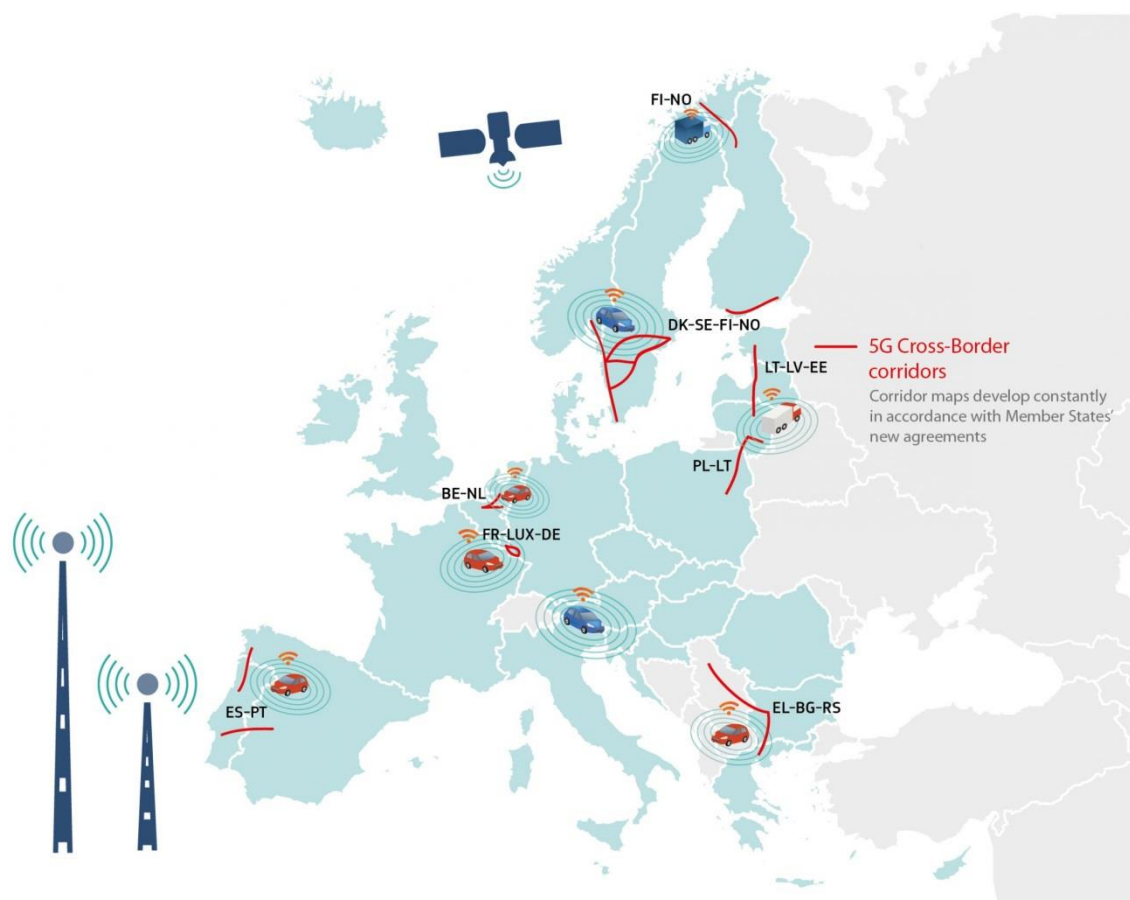 FI-NO
DK-SE-FI-NO
5G Cross-Border
corridors
Corridor maps develop constantly
in accordance with Member States'
new agreements
LT-LV-EE
PL-LT
BE-NL
FR-LUX-DE
ES-PT
EL-BG-RS